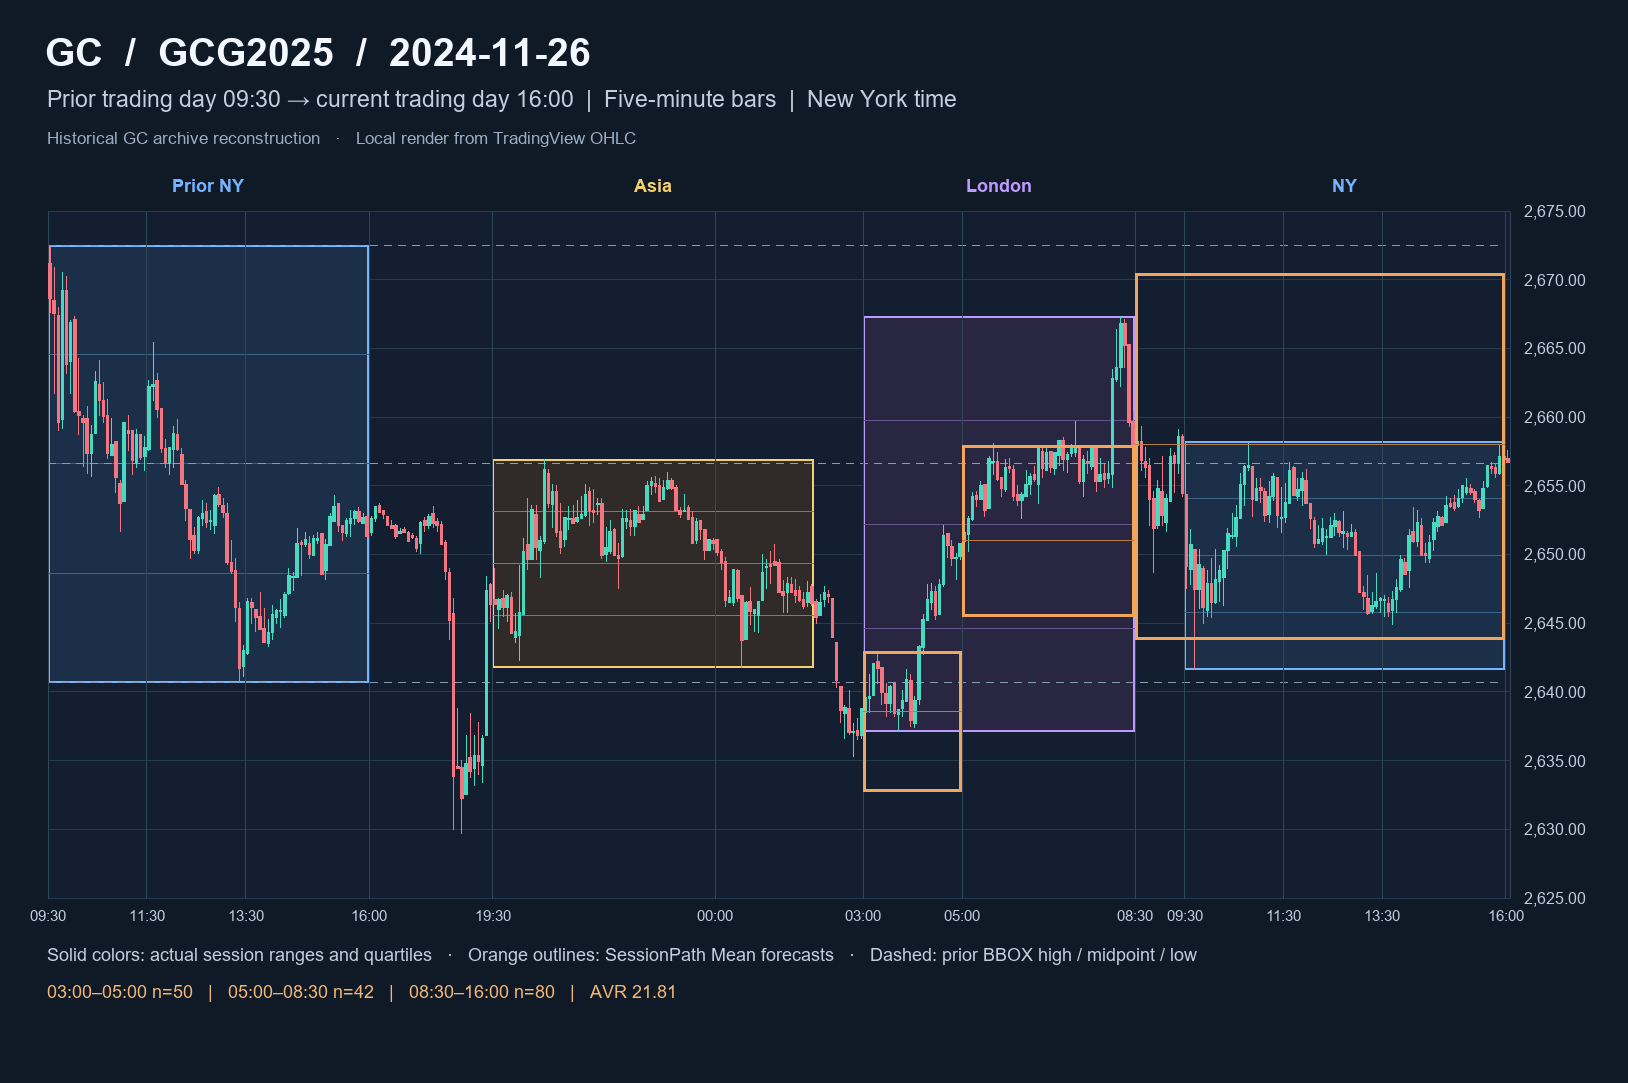 GC / GCG2025 / 2024-11-26
Prior trading day 09:30 → current trading day 16:00 | Five-minute bars | New York time
Historical GC archive reconstruction · Local render from TradingView OHLC
Prior NY Asia London NY
2,675.00
2,670.00
2,665.00
2,660.00
2,655.00
2,650.00
2,645.00
2,640.00
2,635.00
2,630.00
2,625.00
09:30 11:30 13:30 16:00 19:30 00:00 03:00 05:00 08:30 09:30 11:30 13:30 16:00
Solid colors: actual session ranges and quartiles · Orange outlines: SessionPath Mean forecasts · Dashed: prior BBOX high / midpoint / low
03:00–05:00 n=50 | 05:00–08:30 n=42 | 08:30–16:00 n=80 | AVR 21.81